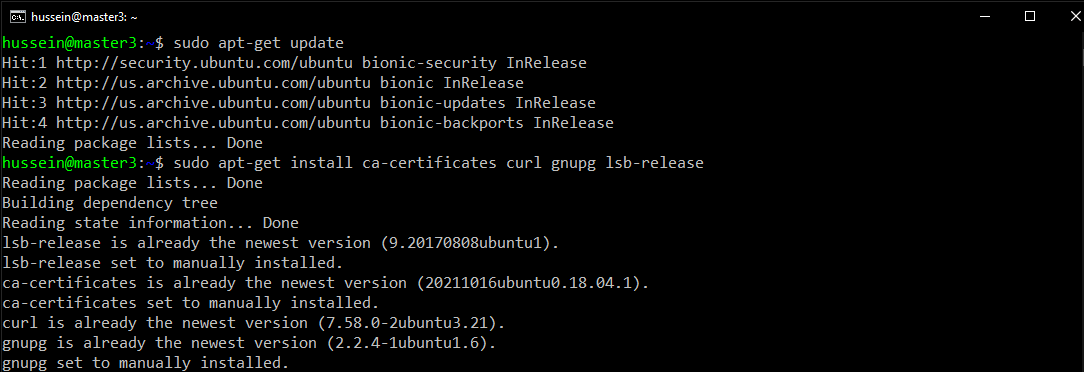 hussein@master3: ~
hussein@master3:~$ sudo apt-get update
Hit:1 http://security.ubuntu.com/ubuntu bionic-security InRelease
Hit:2 http://us.archive.ubuntu.com/ubuntu bionic InRelease
Hit:3 http://us.archive.ubuntu.com/ubuntu bionic-updates InRelease
Hit:4 http://us.archive.ubuntu.com/ubuntu bionic-backports InRelease
Reading package lists... Done
hussein@master3:~$ sudo apt-get install ca-certificates curl gnupg lsb-release
Reading package lists... Done
Building dependency tree
Reading state information... Done
lsb-release is already the newest version (9.20170808ubuntu1).
lsb-release set to manually installed.
ca-certificates is already the newest version (20211016ubuntu0.18.04.1).
ca-certificates set to manually installed.
curl is already the newest version (7.58.0-2ubuntu3.21).
gnupg is already the newest version (2.2.4-1ubuntu1.6).
gnupg set to manually installed.